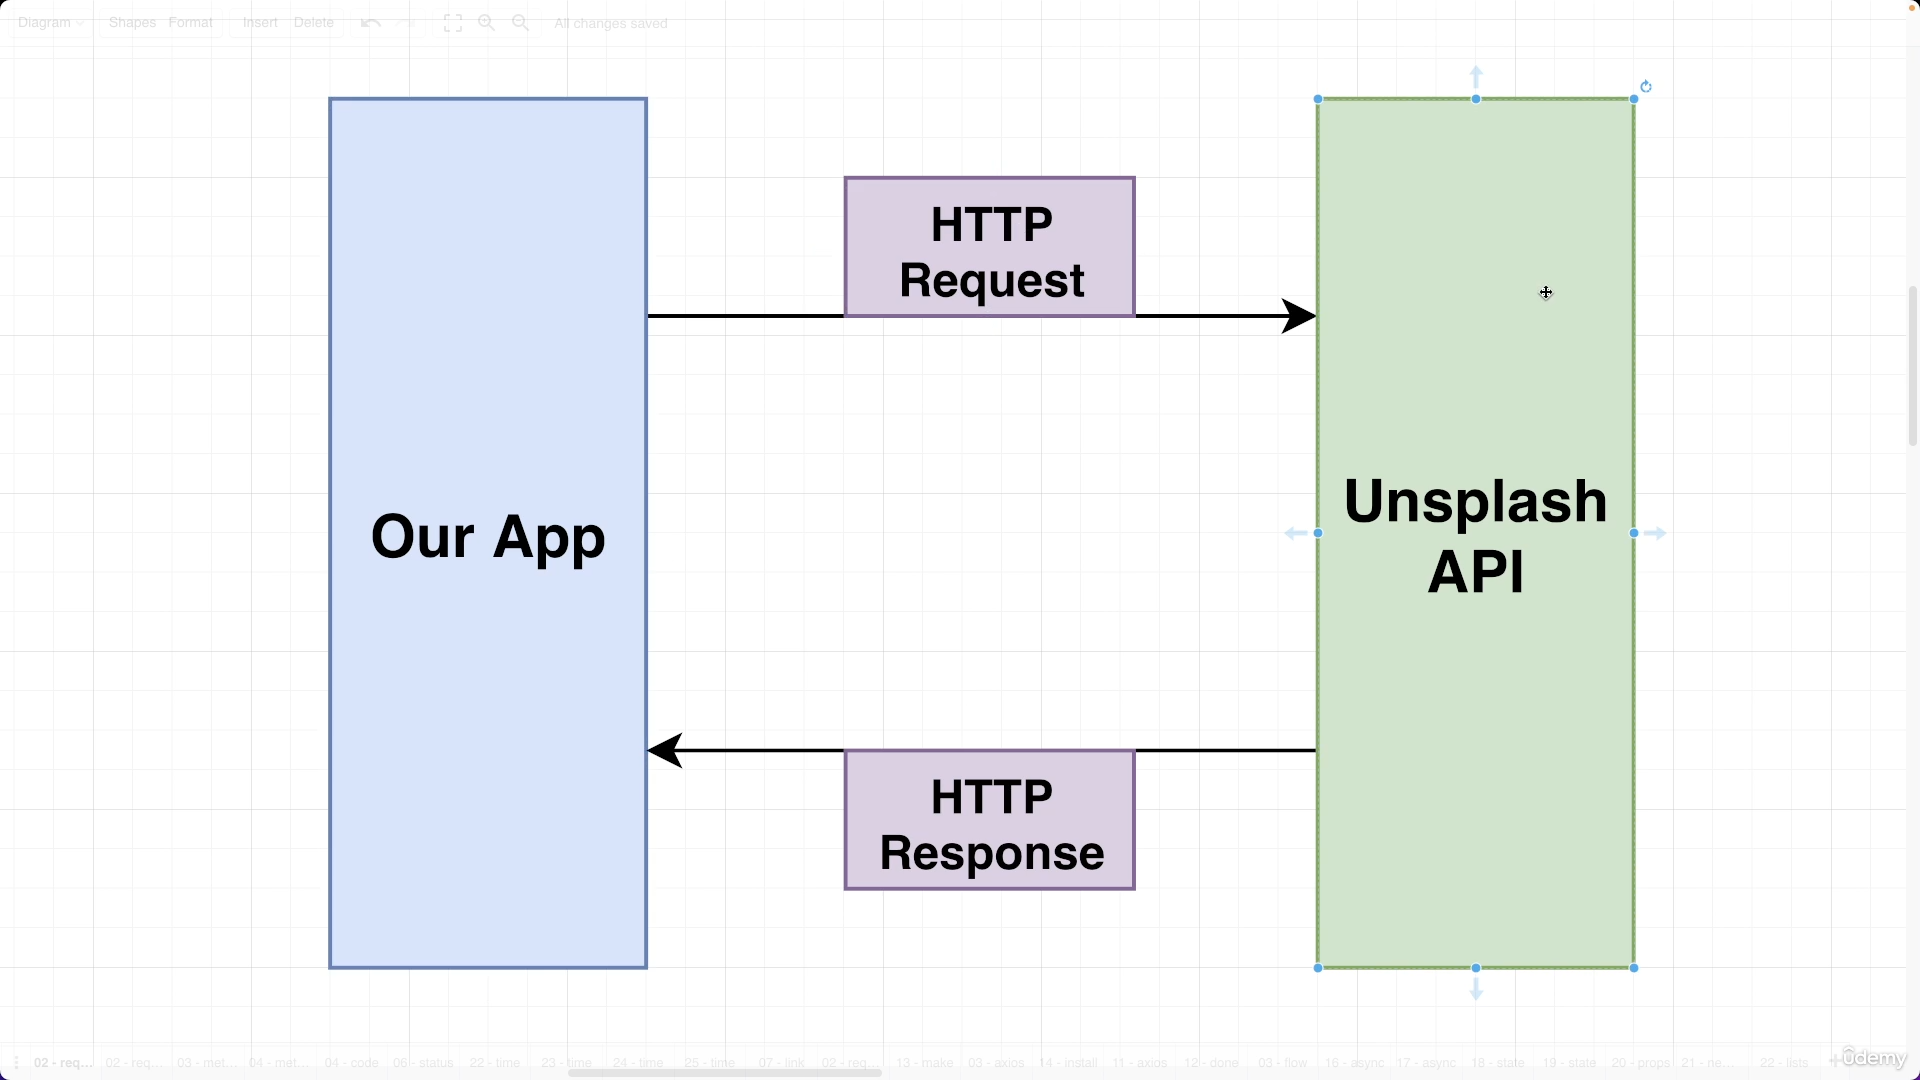 Diagram
Shapes Format
Insert Delete
All changes saved
HTTP
Request
Our App
Unsplash
API
HTTP
Response
02 - req... 02 - req... 03 - met... 04 - met... 04 - code 06 - status 22 - time 23 - time 24 - time 25 - time 07 - link 02 - req... 13 - make 03 - axios 14 - install 11 - axios 12 - done 03 - flow 16 - async 17 - async 18 - state 19 - state 20 - props 21 - ne... 22 - lists
ûdemy